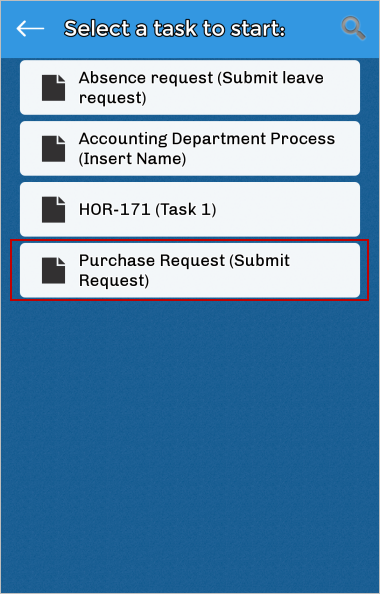 Select a task to start:
Absence request (Submit leave
request)
Accounting Department Process
(Insert Name)
HOR-171 (Task 1)
Purchase Request (Submit
Request)